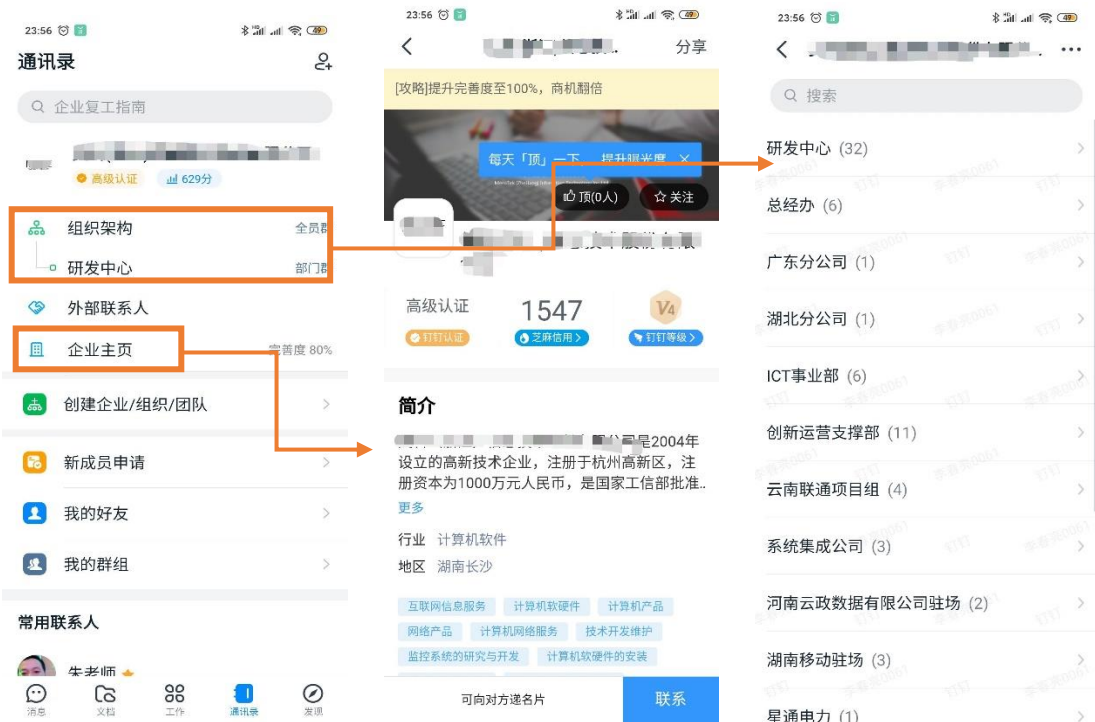 23:56
49
通讯录
企业复工指南
高级认证
629分
组织架构
全员群
研发中心
部门群
外部联系人
企业主页
完善度 80%
创建企业/组织/团队
新成员申请
我的好友
我的群组
常用联系人
朱老师
消息
文档
工作
通讯录
发现
23:56
49
分享
[攻略]提升完善度至100%，商机翻倍
每天「顶」一下
提升曝光度
顶(0人)
关注
高级认证
1547
V4
钉钉认证
芝麻信用
钉钉等级
简介
公司是2004年
设立的高新技术企业，注册于杭州高新区，注
册资本为1000万元人民币，是国家工信部批准..
更多
行业 计算机软件
地区 湖南长沙
互联网信息服务
计算机软硬件
计算机产品
网络产品
计算机网络服务
技术开发维护
监控系统的研究与开发
计算机软硬件的安装
可向对方递名片
联系
23:56
49
搜索
研发中心 (32)
总经办 (6)
广东分公司 (1)
湖北分公司 (1)
ICT事业部 (6)
创新运营支撑部 (11)
云南联通项目组 (4)
系统集成公司 (3)
河南云政数据有限公司驻场 (2)
湖南移动驻场 (3)
星通电力 (1)